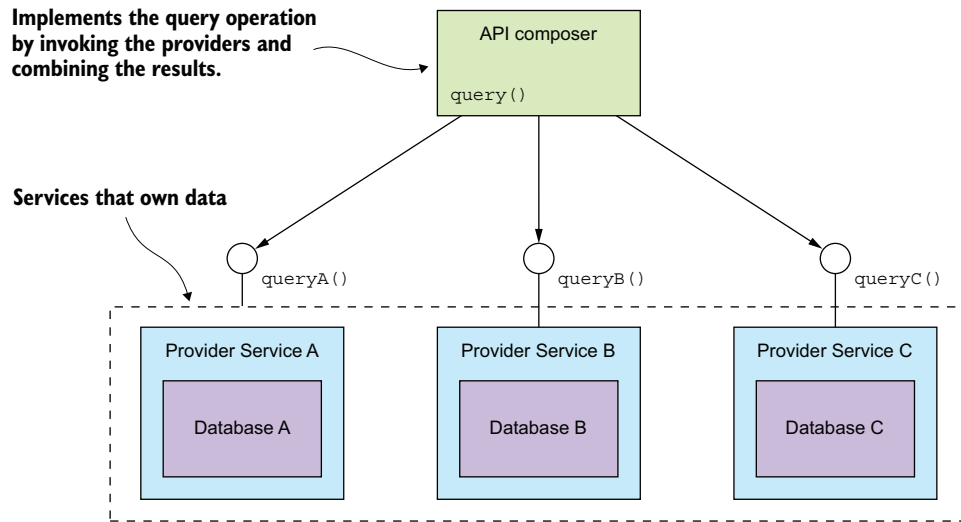 Implements the query operation
by invoking the providers and
combining the results.
API composer
query()
Services that own data
queryA()
queryB()
queryC()
Provider Service A
Provider Service B
Provider Service C
Database A
Database B
Database C